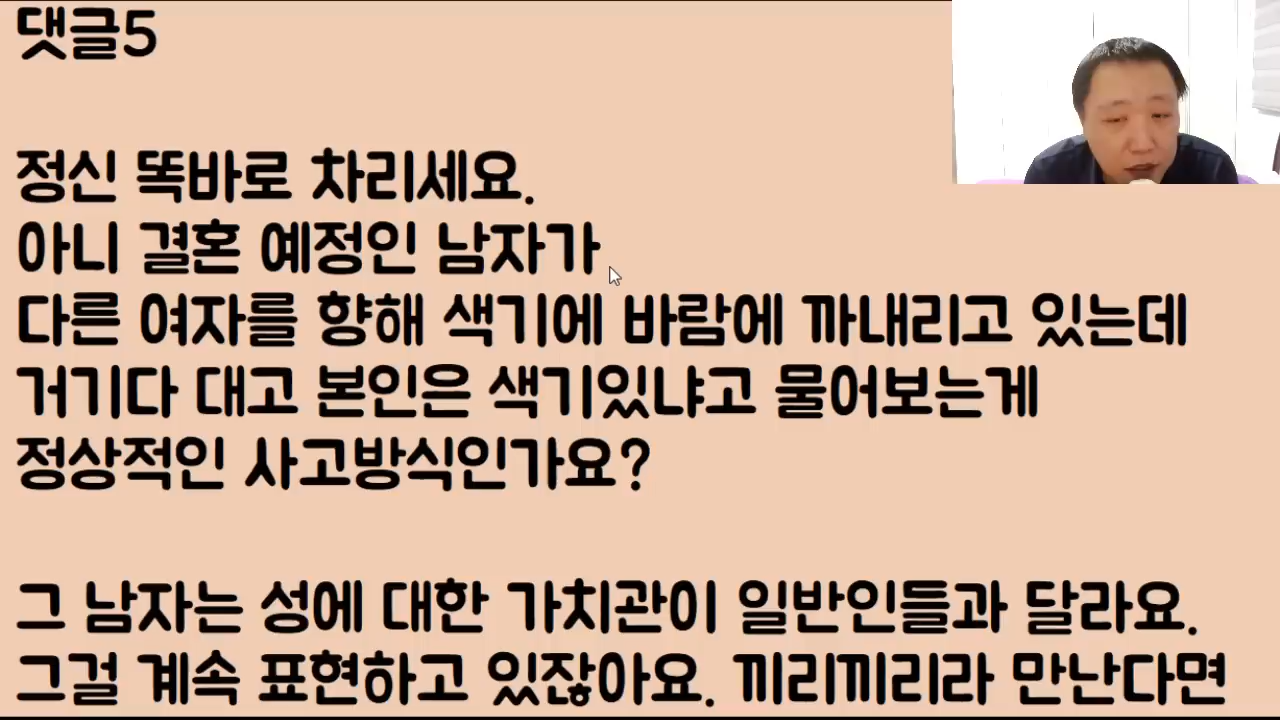 댓글5
정신 똑바로 차리세요.
아니 결혼 예정인 남자가
다른 여자를 향해 색기에 바람에 까내리고 있는데
거기다 대고 본인은 색기있냐고 물어보는게
정상적인 사고방식인가요?
그 남자는 성에 대한 가치관이 일반인들과 달라요.
그걸 계속 표현하고 있잖아요. 끼리끼리라 만난다면